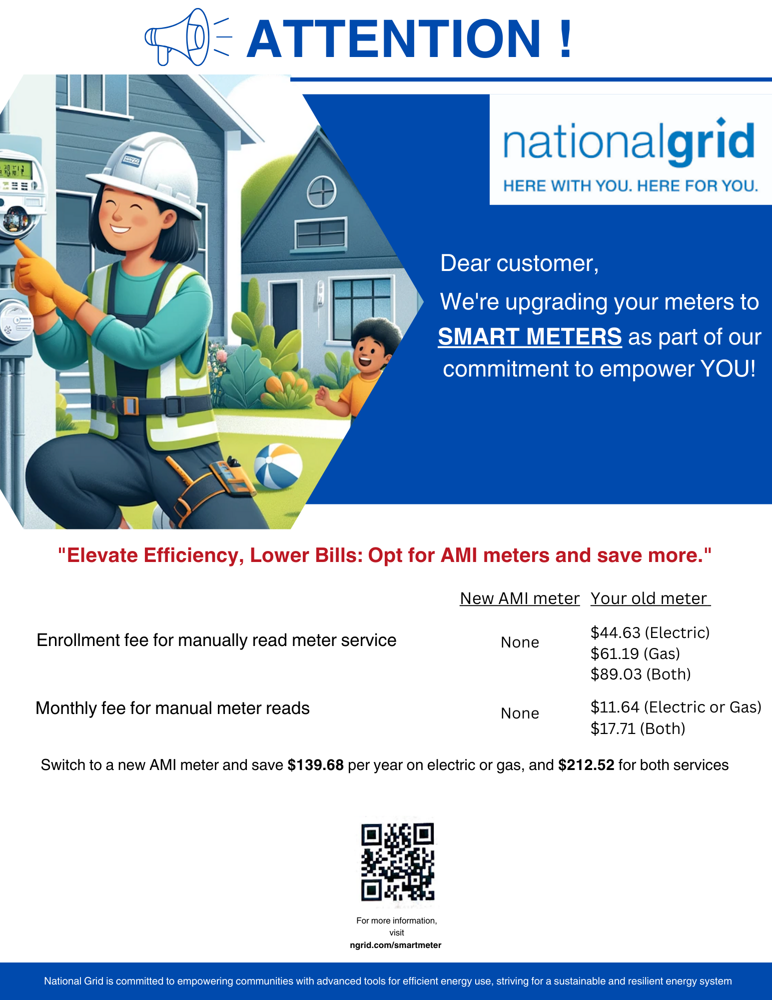 ATTENTION !
nationalgrid
HERE WITH YOU. HERE FOR YOU.
Dear customer,
We're upgrading your meters to
SMART METERS as part of our
commitment to empower YOU!
"Elevate Efficiency, Lower Bills: Opt for AMI meters and save more."
New AMI meter Your old meter
Enrollment fee for manually read meter service None $44.63 (Electric)
$61.19 (Gas)
$89.03 (Both)
Monthly fee for manual meter reads None $11.64 (Electric or Gas)
$17.71 (Both)
Switch to a new AMI meter and save $139.68 per year on electric or gas, and $212.52 for both services
For more information,
visit
ngrid.com/smartmeter
National Grid is committed to empowering communities with advanced tools for efficient energy use, striving for a sustainable and resilient energy system